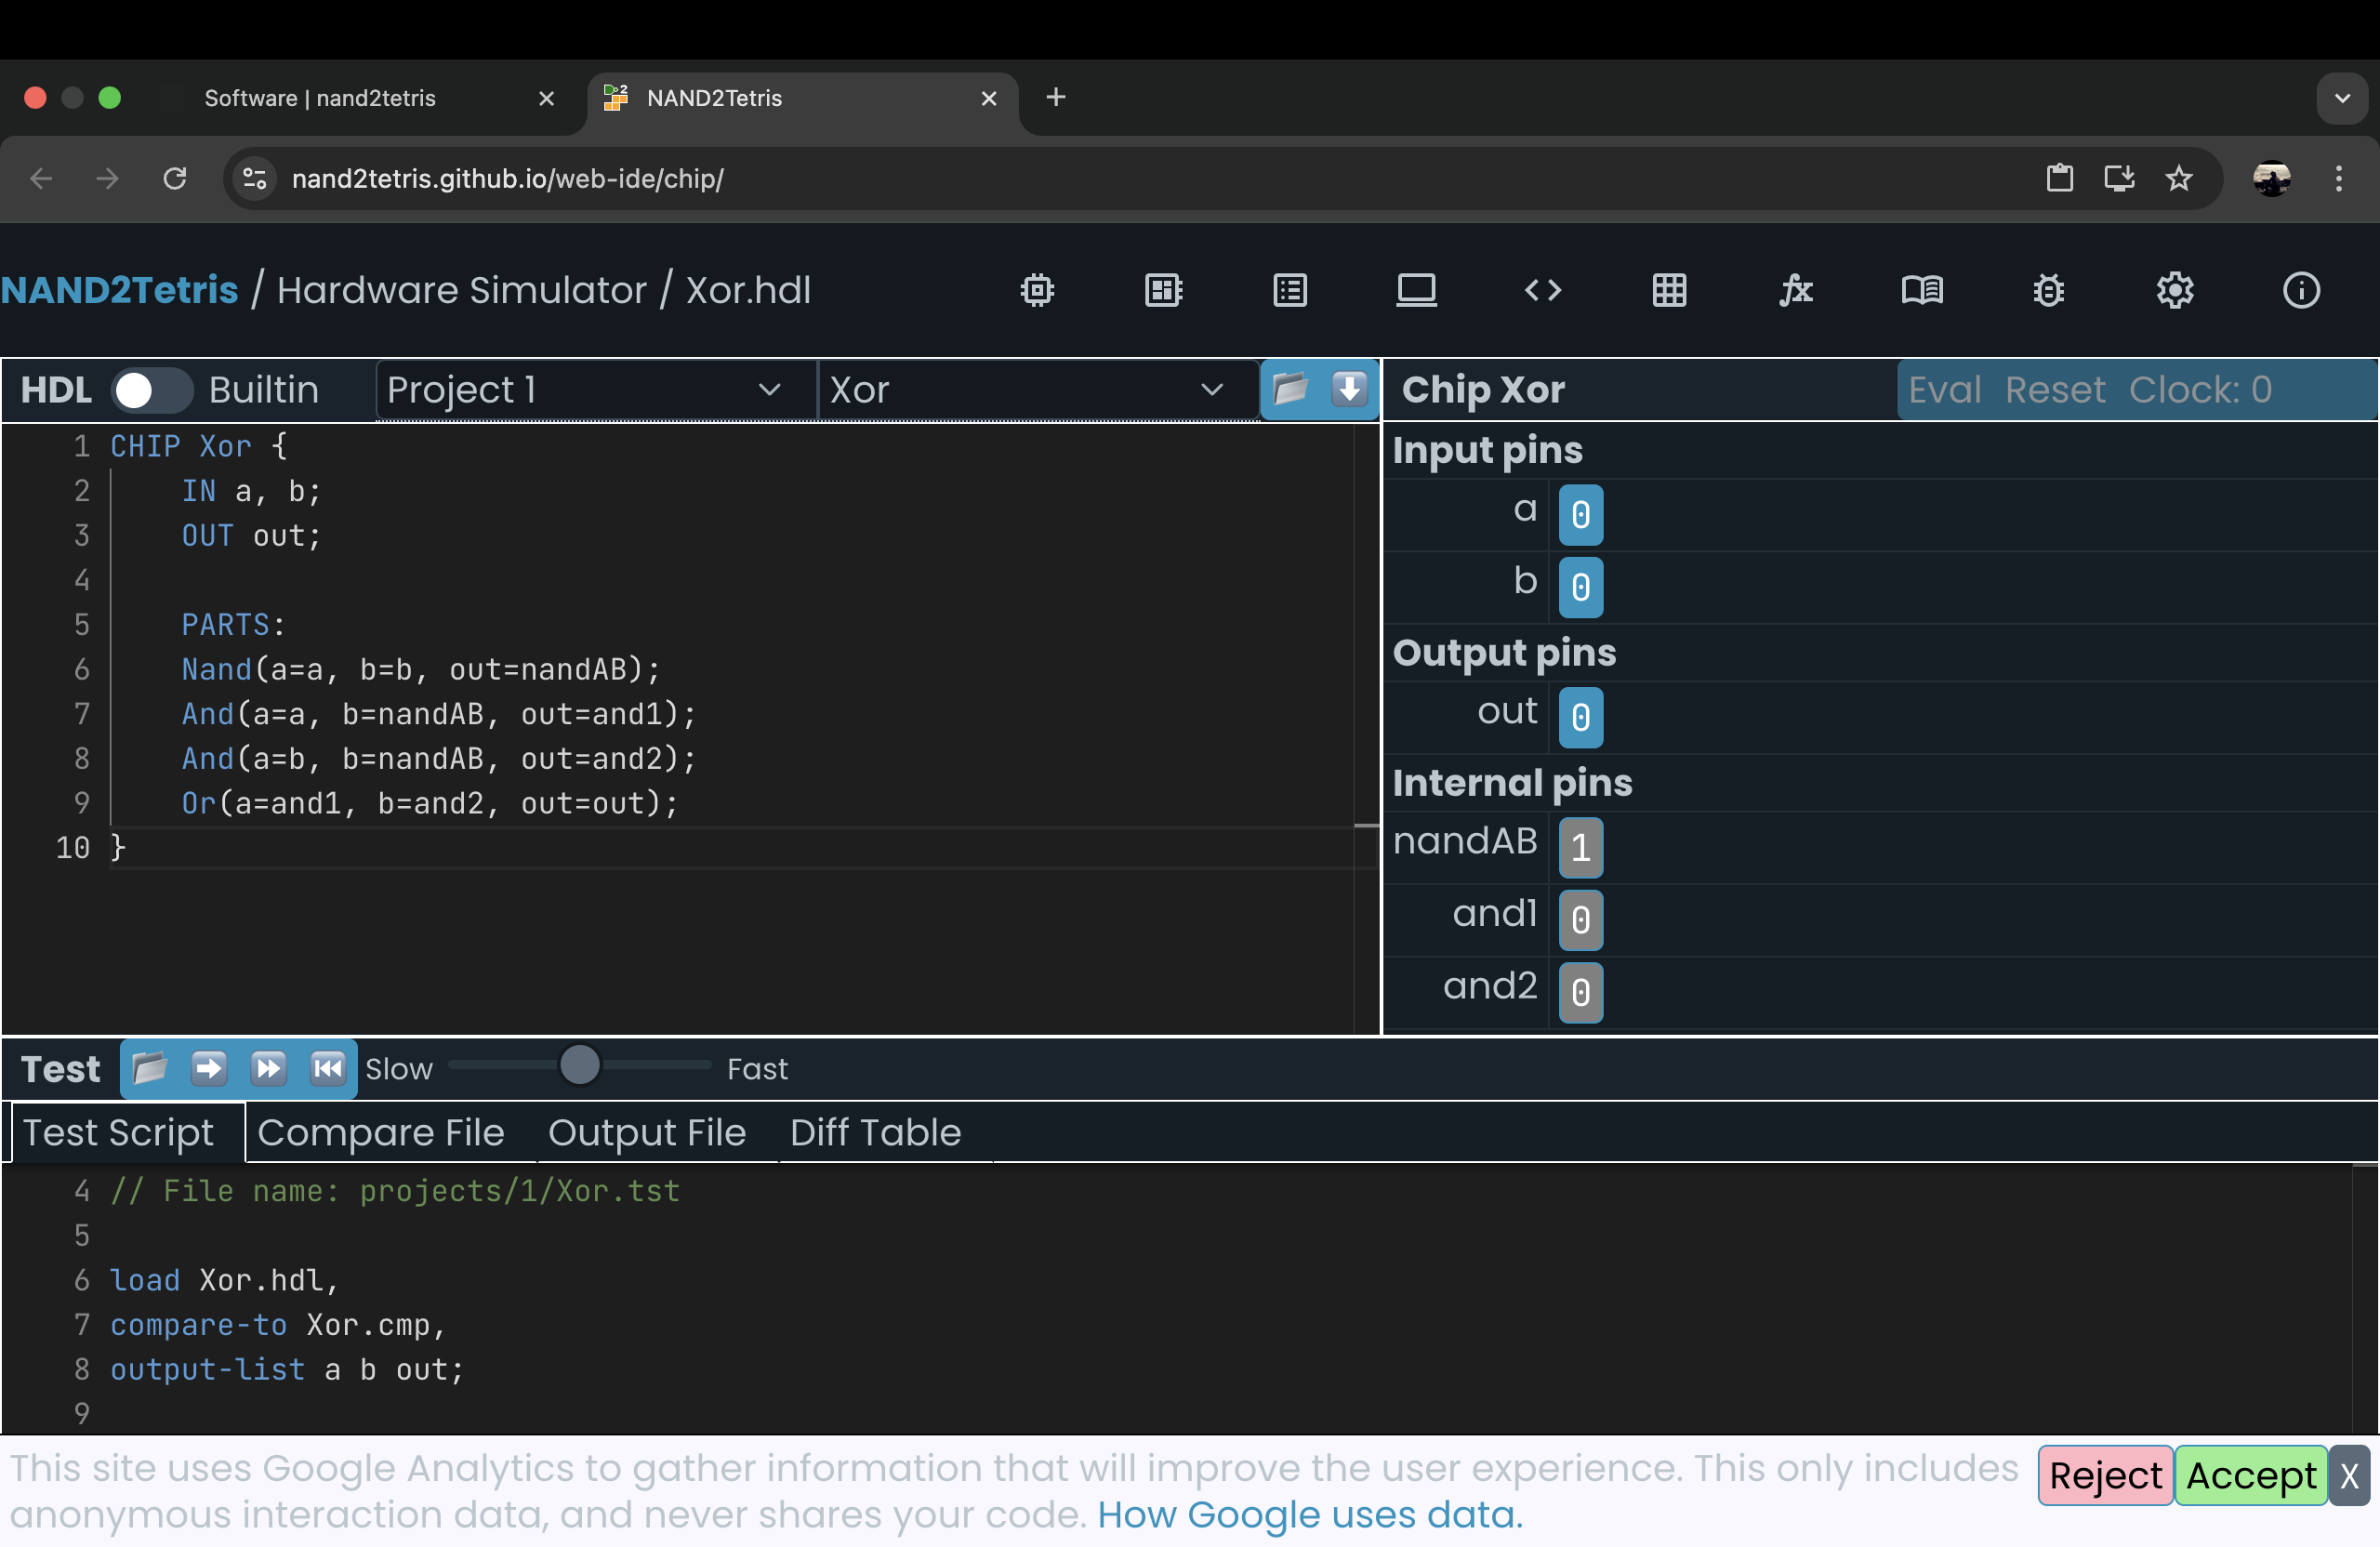 Software | nand2tetris
NAND2Tetris
nand2tetris.github.io/web-ide/chip/
NAND2Tetris / Hardware Simulator / Xor.hdl
HDL Builtin Project 1 Xor
1 CHIP Xor {
2 IN a, b;
3 OUT out;
4
5 PARTS:
6 Nand(a=a, b=b, out=nandAB);
7 And(a=a, b=nandAB, out=and1);
8 And(a=b, b=nandAB, out=and2);
9 Or(a=and1, b=and2, out=out);
10 }
Chip Xor Eval Reset Clock: 0
Input pins
a 0
b 0
Output pins
out 0
Internal pins
nandAB 1
and1 0
and2 0
Test Slow Fast
Test Script Compare File Output File Diff Table
4 // File name: projects/1/Xor.tst
5
6 load Xor.hdl,
7 compare-to Xor.cmp,
8 output-list a b out;
9
This site uses Google Analytics to gather information that will improve the user experience. This only includes
anonymous interaction data, and never shares your code. How Google uses data.
Reject Accept X